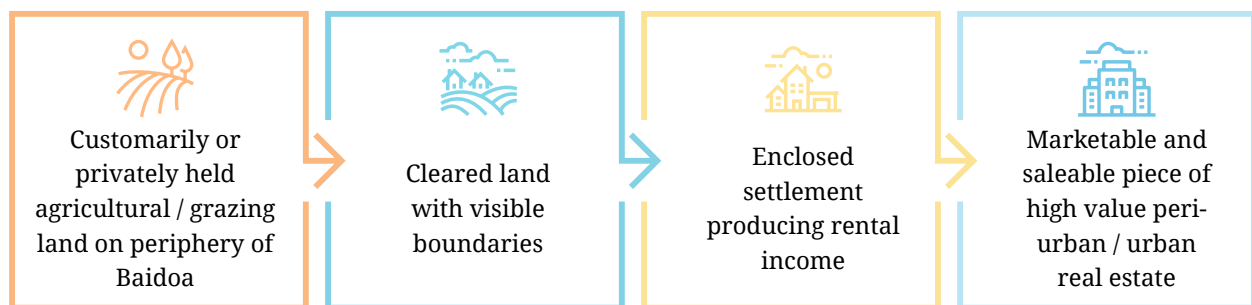 Customarily or
privately held
agricultural / grazing
land on periphery of
Baidoa
Cleared land
with visible
boundaries
Enclosed
settlement
producing rental
income
Marketable and
saleable piece of
high value peri-
urban / urban
real estate